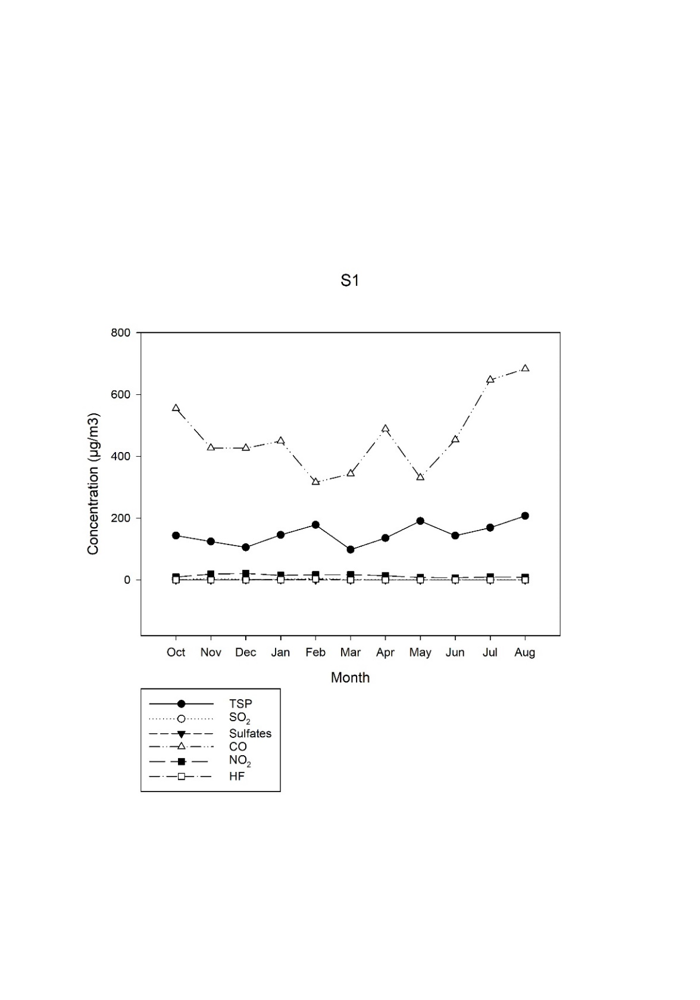 S1
800
600
400
200
0
Concentration (µg/m3)
Oct Nov Dec Jan Feb Mar Apr May Jun Jul Aug
Month
TSP
SO2
Sulfates
CO
NO2
HF